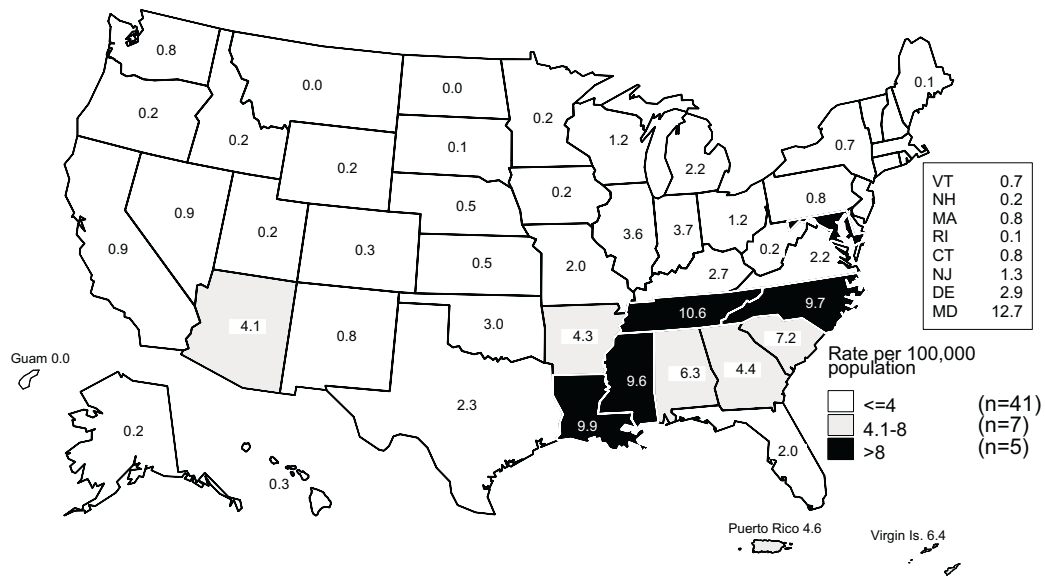 0.8
0.0
0.0
0.1
0.2
0.2
0.2
1.2
0.7
0.2
0.1
2.2
0.2
0.5
0.2
0.8
0.9
0.2
0.9
0.3
0.5
2.0
3.6
3.7
1.2
0.2
2.2
2.7
4.1
0.8
3.0
4.3
10.6
9.7
7.2
2.3
9.9
9.6
6.3
4.4
2.0
VT 0.7
NH 0.2
MA 0.8
RI 0.1
CT 0.8
NJ 1.3
DE 2.9
MD 12.7
Guam 0.0
0.2
0.3
Rate per 100,000
population
<=4 (n=41)
4.1-8 (n=7)
>8 (n=5)
Puerto Rico 4.6
Virgin Is. 6.4